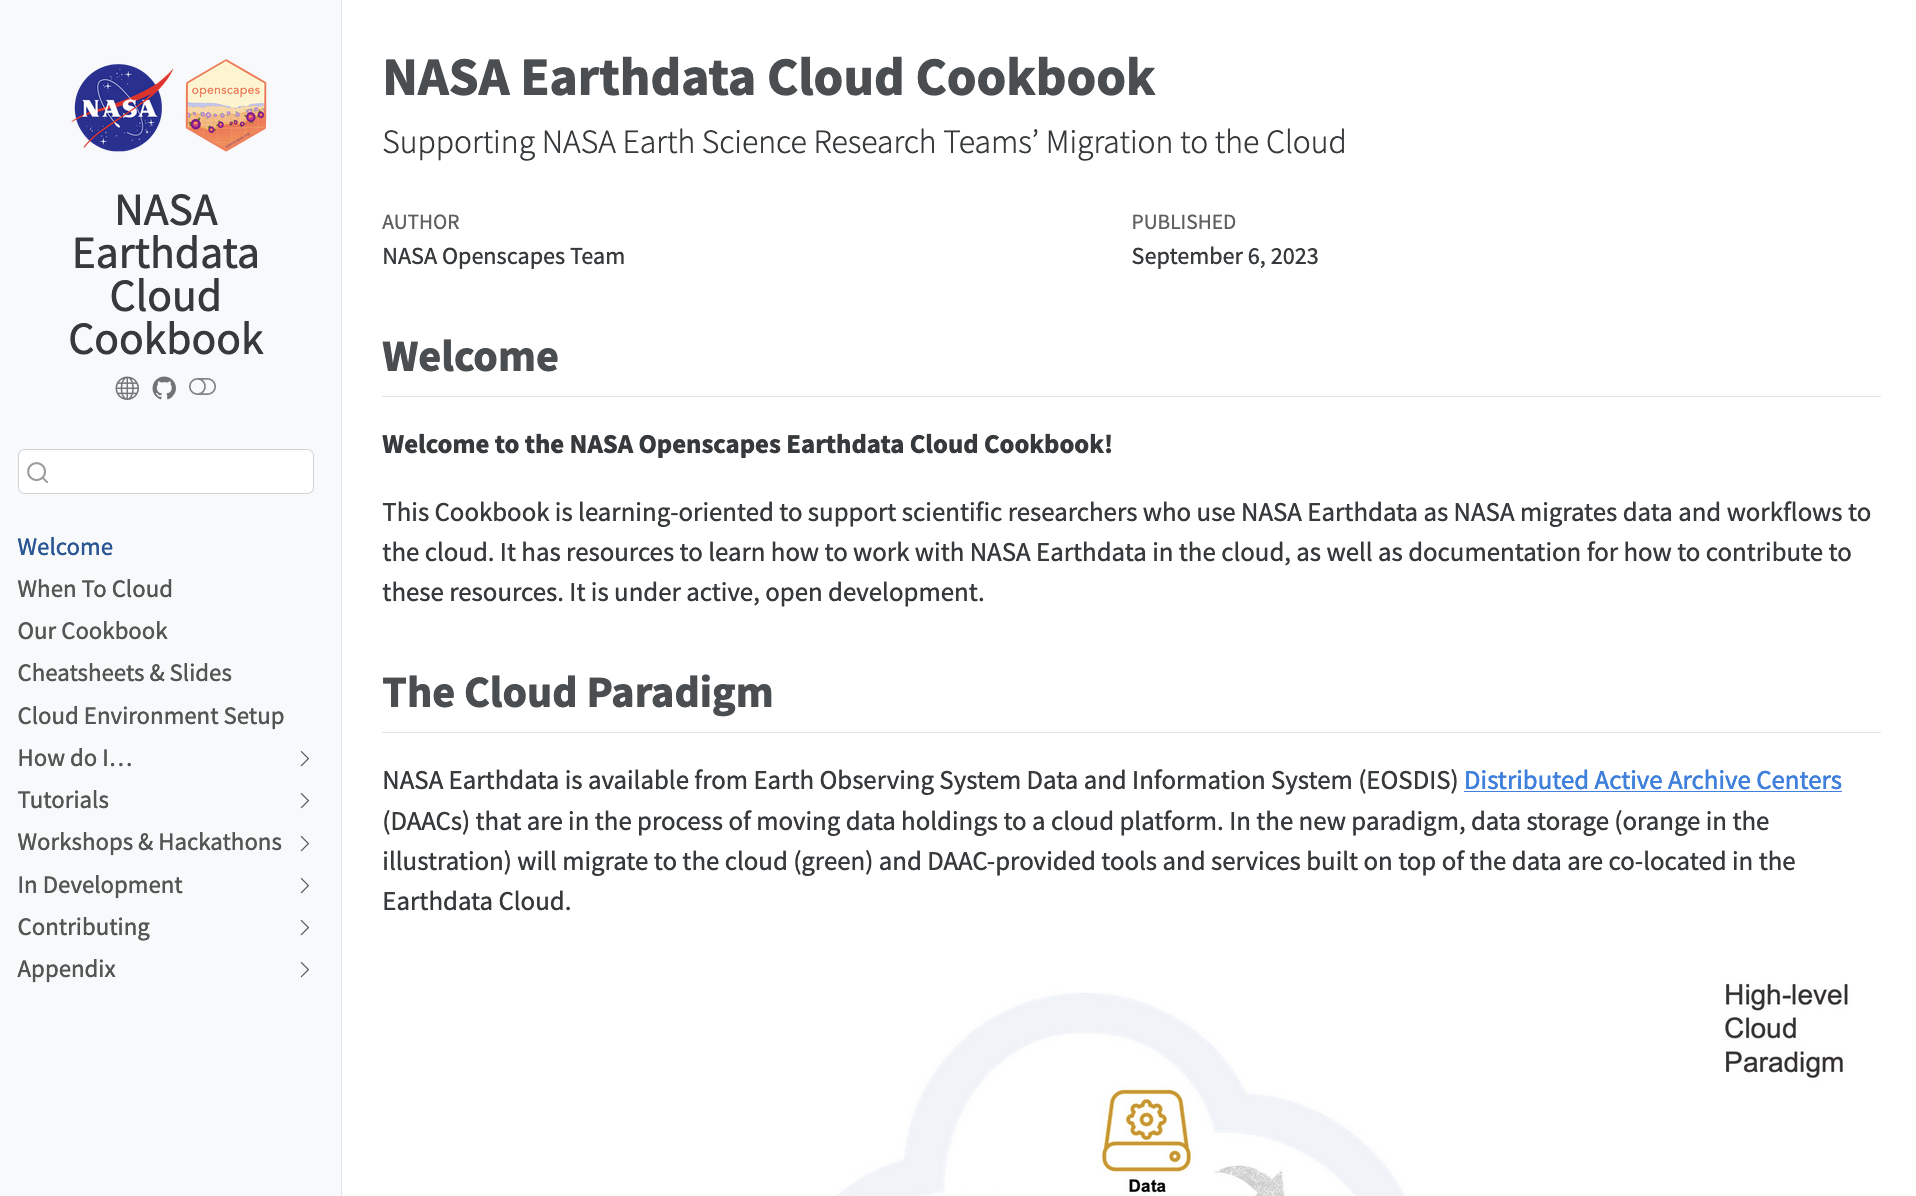 NASA
openscapes
NASA
Earthdata
Cloud
Cookbook
Welcome
When To Cloud
Our Cookbook
Cheatsheets & Slides
Cloud Environment Setup
How do I…
Tutorials
Workshops & Hackathons
In Development
Contributing
Appendix
NASA Earthdata Cloud Cookbook
Supporting NASA Earth Science Research Teams’ Migration to the Cloud
AUTHOR
NASA Openscapes Team
PUBLISHED
September 6, 2023
Welcome
Welcome to the NASA Openscapes Earthdata Cloud Cookbook!
This Cookbook is learning-oriented to support scientific researchers who use NASA Earthdata as NASA migrates data and workflows to
the cloud. It has resources to learn how to work with NASA Earthdata in the cloud, as well as documentation for how to contribute to
these resources. It is under active, open development.
The Cloud Paradigm
NASA Earthdata is available from Earth Observing System Data and Information System (EOSDIS) Distributed Active Archive Centers
(DAACs) that are in the process of moving data holdings to a cloud platform. In the new paradigm, data storage (orange in the
illustration) will migrate to the cloud (green) and DAAC-provided tools and services built on top of the data are co-located in the
Earthdata Cloud.
High-level
Cloud
Paradigm
Data